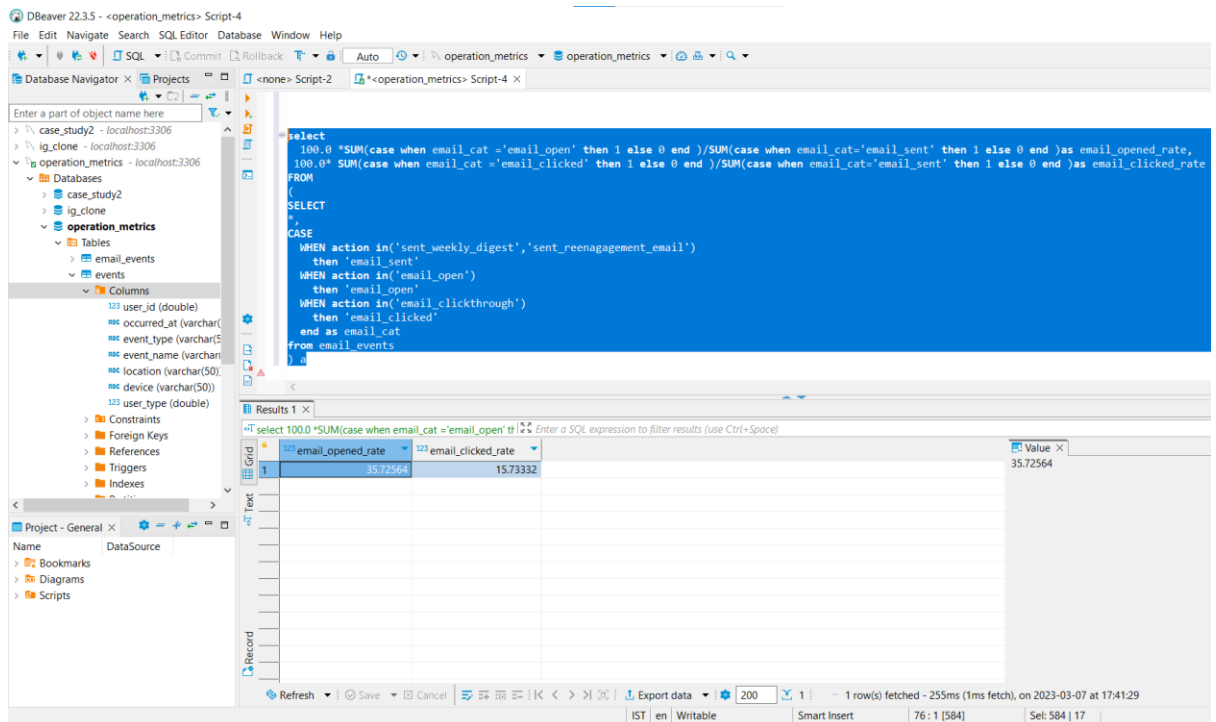 DBeaver 22.3.5 - <operation_metrics> Script-4
File Edit Navigate Search SQL Editor Database Window Help
SQL Commit Rollback Auto operation_metrics operation_metrics
Database Navigator Projects
<none> Script-2 *<operation_metrics> Script-4
Enter a part of object name here
case_study2 - localhost:3306
ig_clone - localhost:3306
operation_metrics - localhost:3306
Databases
case_study2
ig_clone
operation_metrics
Tables
email_events
events
Columns
123 user_id (double)
ABC occurred_at (varchar(
ABC event_type (varchar(5
ABC event_name (varchar(
ABC location (varchar(50))
ABC device (varchar(50))
123 user_type (double)
Constraints
Foreign Keys
References
Triggers
Indexes
select
100.0 *SUM(case when email_cat ='email_open' then 1 else 0 end )/SUM(case when email_cat='email_sent' then 1 else 0 end )as email_opened_rate,
100.0* SUM(case when email_cat ='email_clicked' then 1 else 0 end )/SUM(case when email_cat='email_sent' then 1 else 0 end )as email_clicked_rate
FROM
(
SELECT
*,
CASE
WHEN action in('sent_weekly_digest','sent_reenagagement_email')
then 'email_sent'
WHEN action in('email_open')
then 'email_open'
WHEN action in('email_clickthrough')
then 'email_clicked'
end as email_cat
from email_events
) a
Project - General
Name DataSource
Bookmarks
Diagrams
Scripts
Results 1
select 100.0 *SUM(case when email_cat ='email_open' th Enter a SQL expression to filter results (use Ctrl+Space)
Grid
Text
Record
123 email_opened_rate 123 email_clicked_rate
1 35.72564 15.73332
Value
35.72564
Refresh Save Cancel Export data 200 1 1 row(s) fetched - 255ms (1ms fetch), on 2023-03-07 at 17:41:29
IST en Writable Smart Insert 76 : 1 [584] Sel: 584 | 17